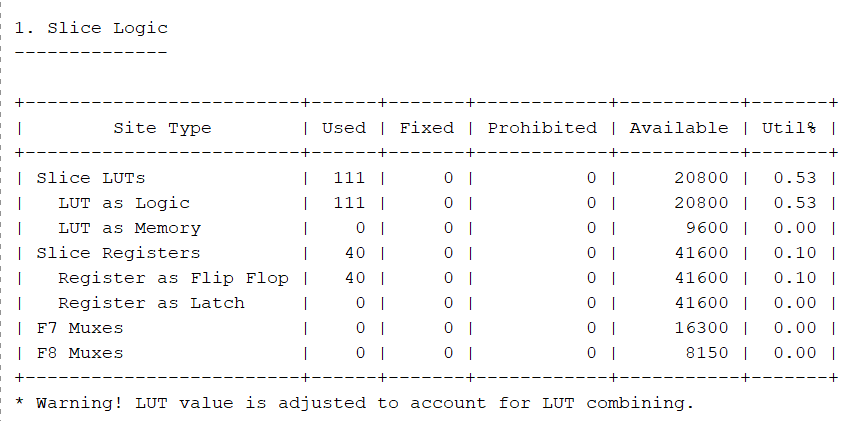 1. Slice Logic
--------------
+-------------------------+------+-------+------------+-----------+-------+
|        Site Type        | Used | Fixed | Prohibited | Available | Util% |
+-------------------------+------+-------+------------+-----------+-------+
| Slice LUTs              |  111 |     0 |          0 |     20800 |  0.53 |
|   LUT as Logic          |  111 |     0 |          0 |     20800 |  0.53 |
|   LUT as Memory         |    0 |     0 |          0 |      9600 |  0.00 |
| Slice Registers         |   40 |     0 |          0 |     41600 |  0.10 |
|   Register as Flip Flop |   40 |     0 |          0 |     41600 |  0.10 |
|   Register as Latch     |    0 |     0 |          0 |     41600 |  0.00 |
| F7 Muxes                |    0 |     0 |          0 |     16300 |  0.00 |
| F8 Muxes                |    0 |     0 |          0 |      8150 |  0.00 |
+-------------------------+------+-------+------------+-----------+-------+
* Warning! LUT value is adjusted to account for LUT combining.